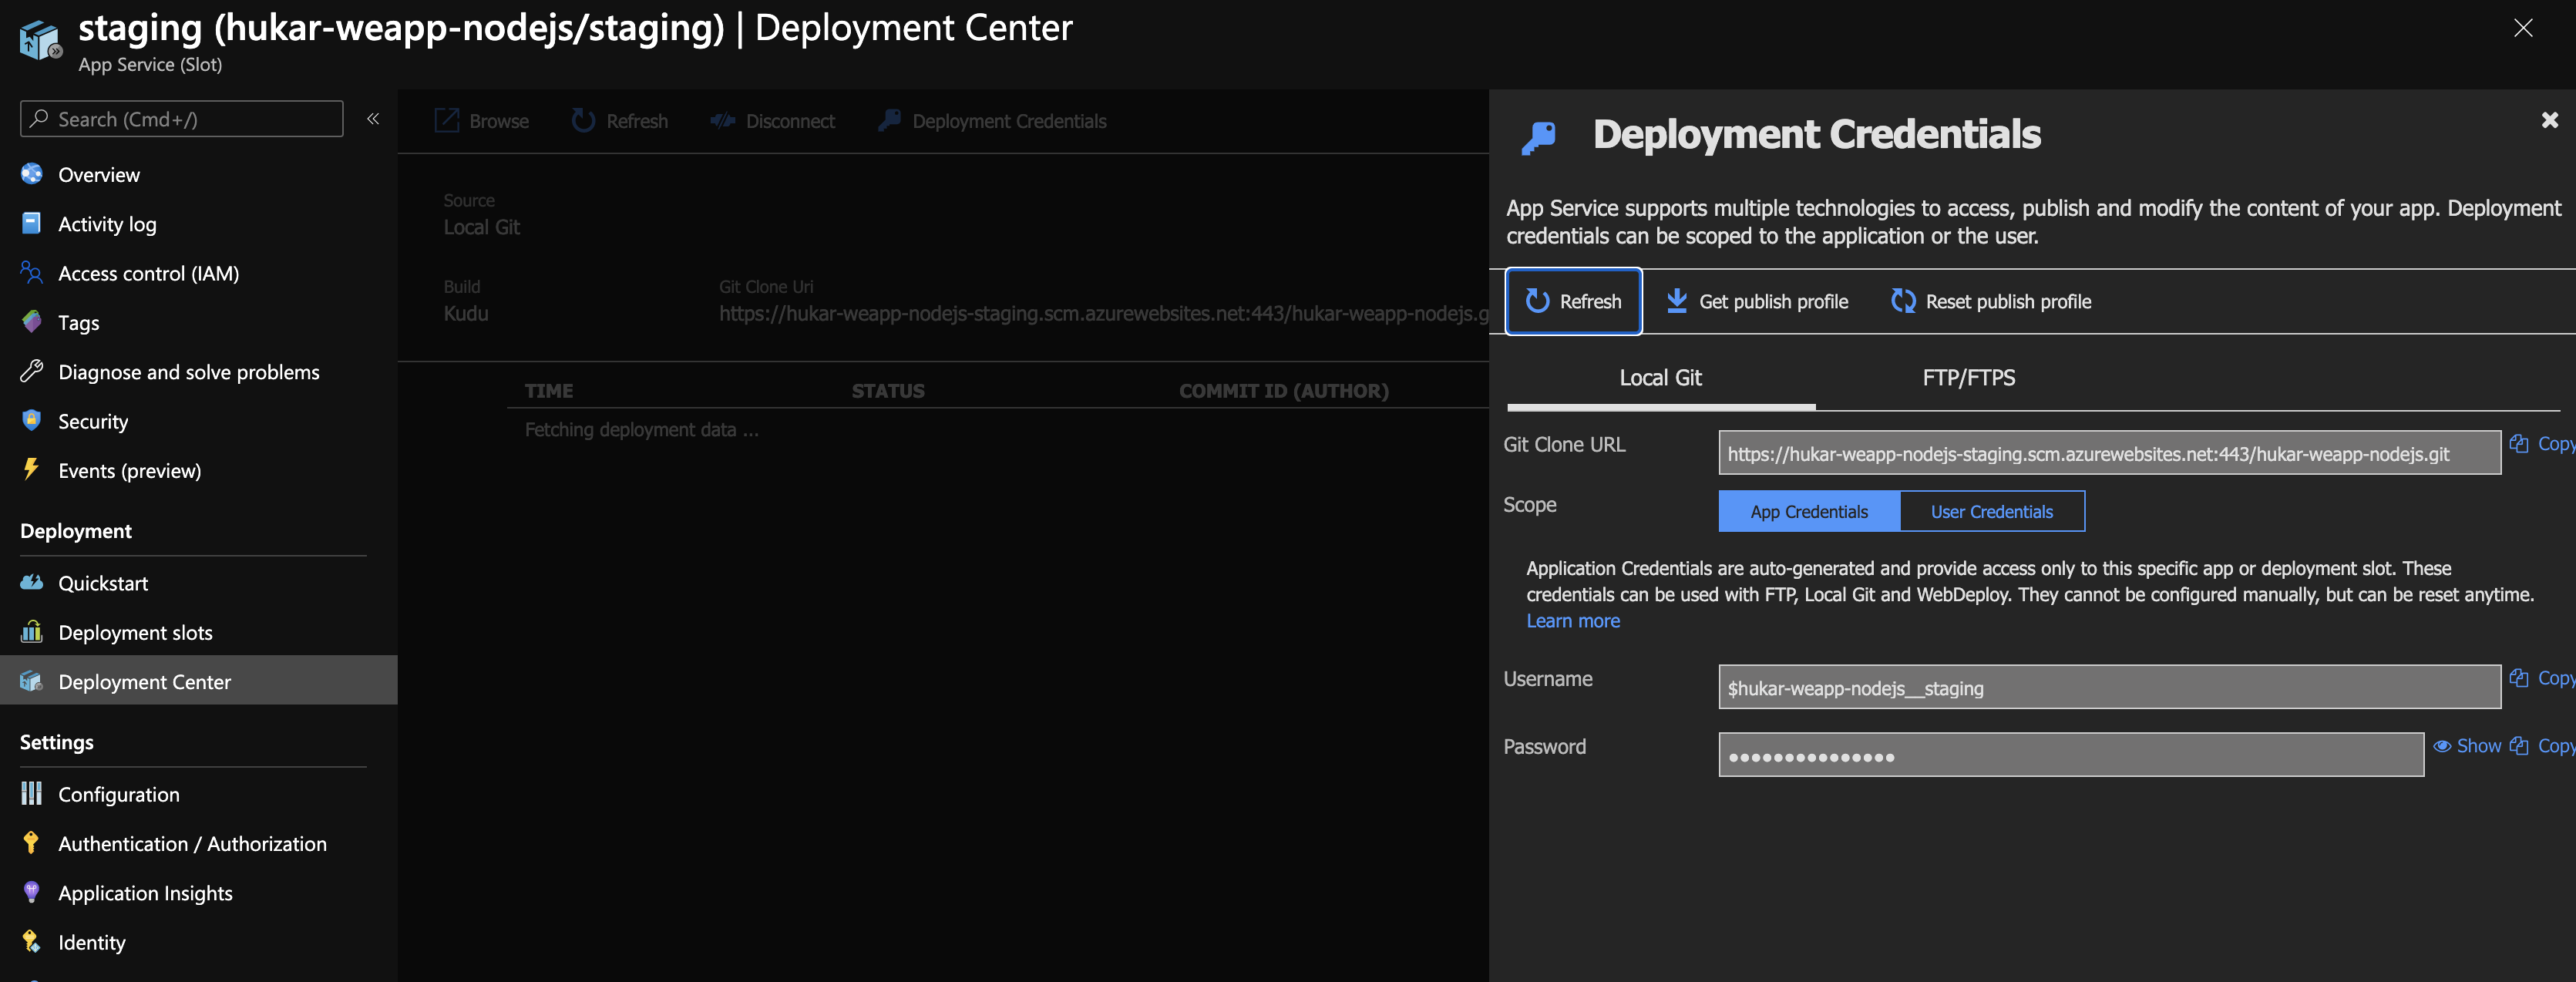 staging (hukar-weapp-nodejs/staging) | Deployment Center
App Service (Slot)
Search (Cmd+/)
«
Overview
Activity log
Access control (IAM)
Tags
Diagnose and solve problems
Security
Events (preview)
Deployment
Quickstart
Deployment slots
Deployment Center
Settings
Configuration
Authentication / Authorization
Application Insights
Identity
Browse
Refresh
Disconnect
Deployment Credentials
Source
Local Git
Build
Kudu
Git Clone Uri
https://hukar-weapp-nodejs-staging.scm.azurewebsites.net:443/hukar-weapp-nodejs.g
TIME STATUS COMMIT ID (AUTHOR)
Fetching deployment data ...
Deployment Credentials
App Service supports multiple technologies to access, publish and modify the content of your app. Deployment
credentials can be scoped to the application or the user.
Refresh
Get publish profile
Reset publish profile
Local Git
FTP/FTPS
Git Clone URL
https://hukar-weapp-nodejs-staging.scm.azurewebsites.net:443/hukar-weapp-nodejs.git
Copy
Scope
App Credentials
User Credentials
Application Credentials are auto-generated and provide access only to this specific app or deployment slot. These
credentials can be used with FTP, Local Git and WebDeploy. They cannot be configured manually, but can be reset anytime.
Learn more
Username
$hukar-weapp-nodejs__staging
Copy
Password
•••••••••••••••
Show
Copy